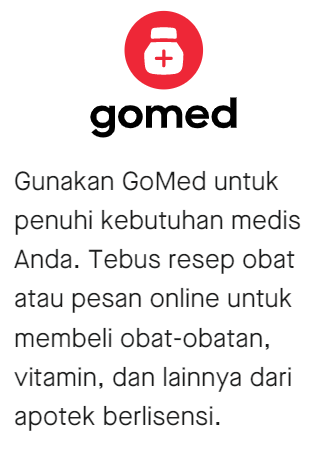 gomed
Gunakan GoMed untuk
penuhi kebutuhan medis
Anda. Tebus resep obat
atau pesan online untuk
membeli obat-obatan,
vitamin, dan lainnya dari
apotek berlisensi.